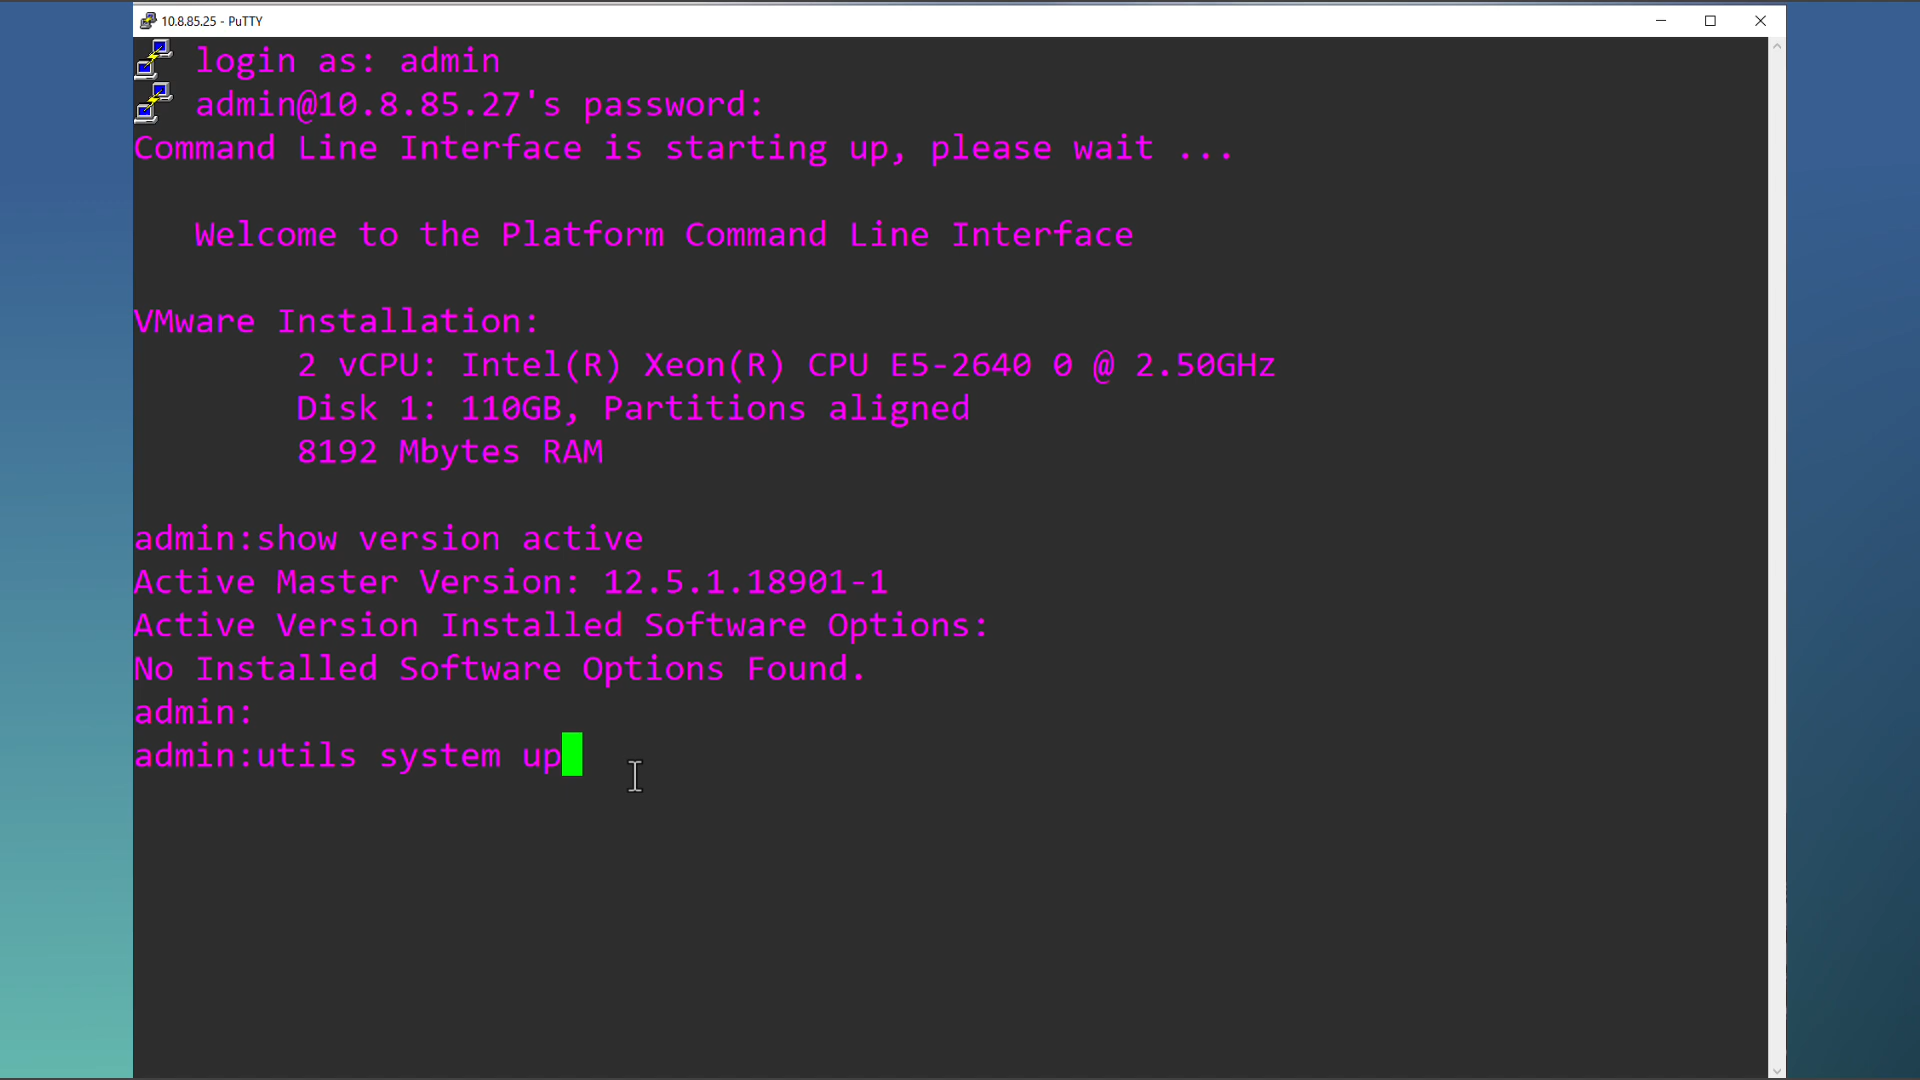 10.8.85.25 - PuTTY
login as: admin
admin@10.8.85.27's password:
Command Line Interface is starting up, please wait ...
Welcome to the Platform Command Line Interface
VMware Installation:
2 vCPU: Intel(R) Xeon(R) CPU E5-2640 0 @ 2.50GHz
Disk 1: 110GB, Partitions aligned
8192 Mbytes RAM
admin:show version active
Active Master Version: 12.5.1.18901-1
Active Version Installed Software Options:
No Installed Software Options Found.
admin:
admin:utils system up